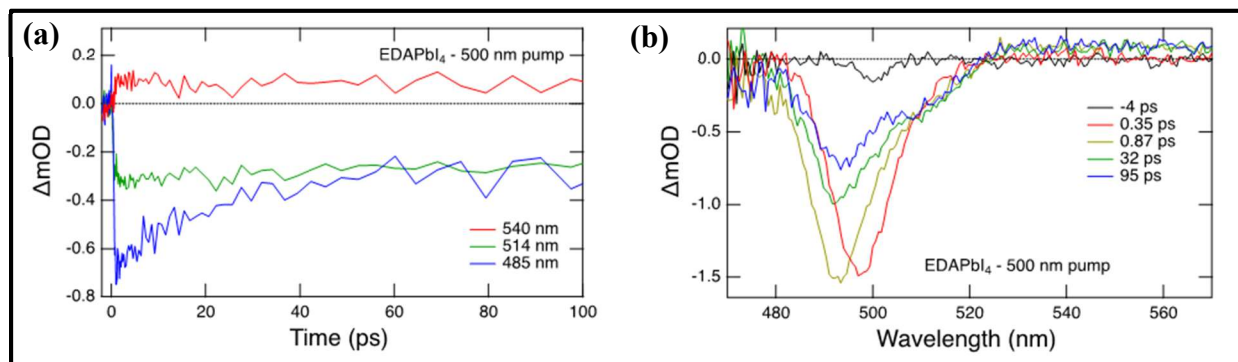 (a)
EDAPbI4 - 500 nm pump
0.2
0.0
-0.2
-0.4
-0.6
-0.8
ΔmOD
540 nm
514 nm
485 nm
0
20
40
60
80
100
Time (ps)
(b)
0.0
-0.5
-1.0
-1.5
ΔmOD
-4 ps
0.35 ps
0.87 ps
32 ps
95 ps
EDAPbI4 - 500 nm pump
480
500
520
540
560
Wavelength (nm)